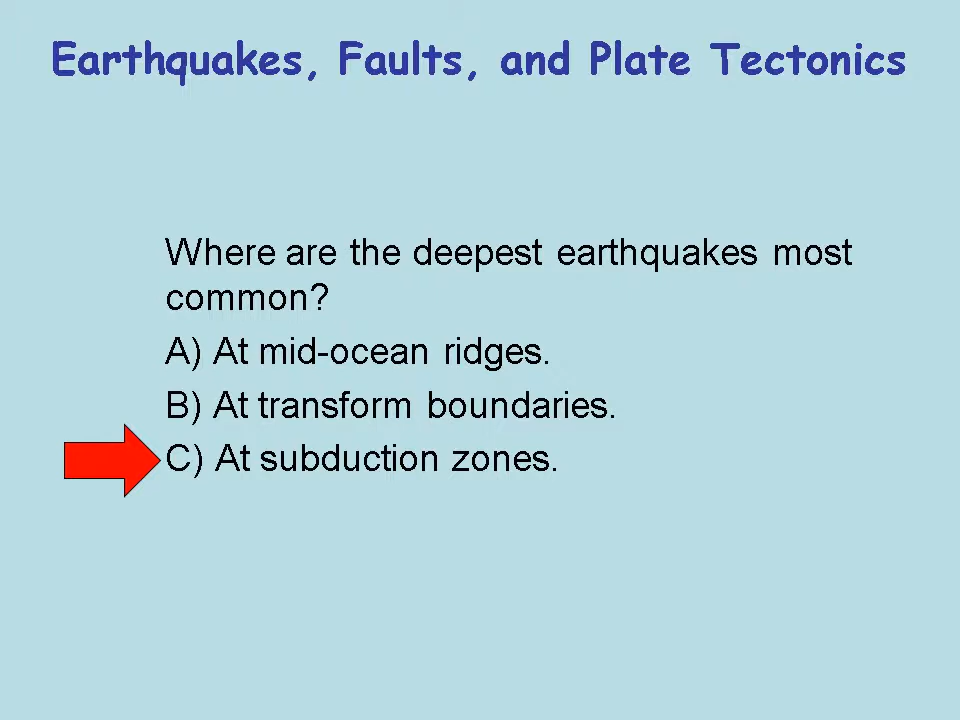 Earthquakes, Faults, and Plate Tectonics
Where are the deepest earthquakes most
common?
A) At mid-ocean ridges.
B) At transform boundaries.
C) At subduction zones.